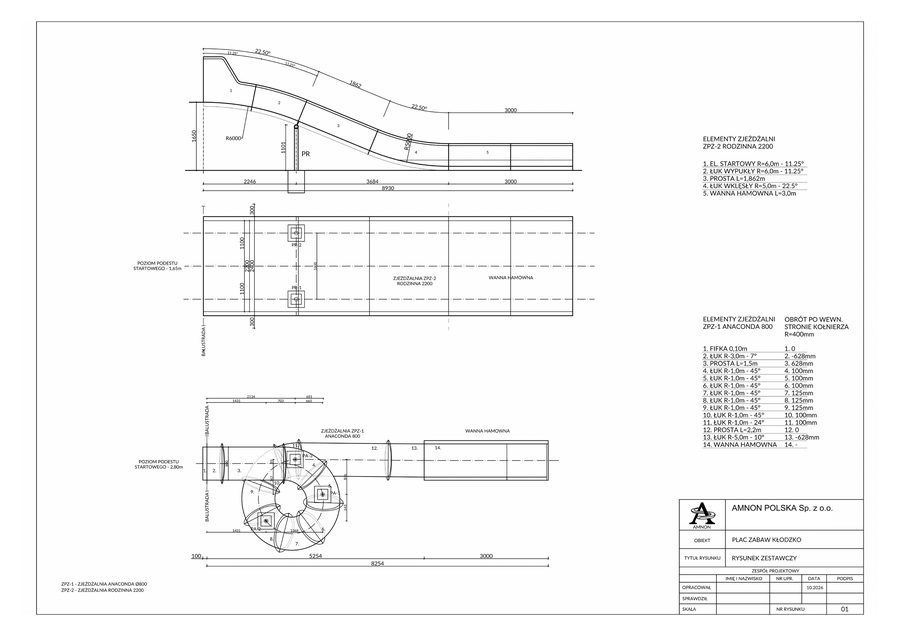 22.50°
11.25°
11.25°
1862
22.50°
3000
1
2
3
4
5
1650
R6000
1101
PR
R5000
2246
3684
3000
8930
ELEMENTY ZJEŻDŻALNI
ZPZ-2 RODZINNA 2200
1. EL. STARTOWY R=6,0m - 11.25°
2. ŁUK WYPUKŁY R=6,0m - 11.25°
3. PROSTA L=1,862m
4. ŁUK WKLĘSŁY R=5,0m - 22.5°
5. WANNA HAMOWNA L=3,0m
300
1100
1100
300
PR-2
PR-1
POZIOM PODESTU
STARTOWEGO - 1,65m
ZJEŻDŻALNIA ZPZ-2
RODZINNA 2200
WANNA HAMOWNA
BALUSTRADA
ELEMENTY ZJEŻDŻALNI
ZPZ-1 ANACONDA 800
OBRÓT PO WEWN.
STRONIE KOŁNIERZA
R=400mm
1. FIFKA 0,10m 1. 0
2. ŁUK R-3,0m - 7° 2. -628mm
3. PROSTA L=1,5m 3. 628mm
4. ŁUK R-1,0m - 45° 4. 100mm
5. ŁUK R-1,0m - 45° 5. 100mm
6. ŁUK R-1,0m - 45° 6. 100mm
7. ŁUK R-1,0m - 45° 7. 125mm
8. ŁUK R-1,0m - 45° 8. 125mm
9. ŁUK R-1,0m - 45° 9. 125mm
10. ŁUK R-1,0m - 45° 10. 100mm
11. ŁUK R-1,0m - 24° 11. 100mm
12. PROSTA L=2,2m 12. 0
13. ŁUK R-5,0m - 10° 13. -628mm
14. WANNA HAMOWNA 14. -
BALUSTRADA
ZJEŻDŻALNIA ZPZ-1
ANACONDA 800
WANNA HAMOWNA
POZIOM PODESTU
STARTOWEGO - 2,80m
1.
2.
3.
4.
7.
8.
9.
12.
13.
14.
BALUSTRADA
100
5254
3000
8254
ZPZ-1 - ZJEŻDŻALNIA ANACONDA Ø800
ZPZ-2 - ZJEŻDŻALNIA RODZINNA 2200
AMNON
AMNON POLSKA Sp. z o.o.
OBIEKT PLAC ZABAW KŁODZKO
TYTUŁ RYSUNKU RYSUNEK ZESTAWCZY
ZESPÓŁ PROJEKTOWY
IMIĘ I NAZWISKO NR UPR. DATA PODPIS
OPRACOWAŁ 10.2026
SPRAWDZIŁ
SKALA NR RYSUNKU 01